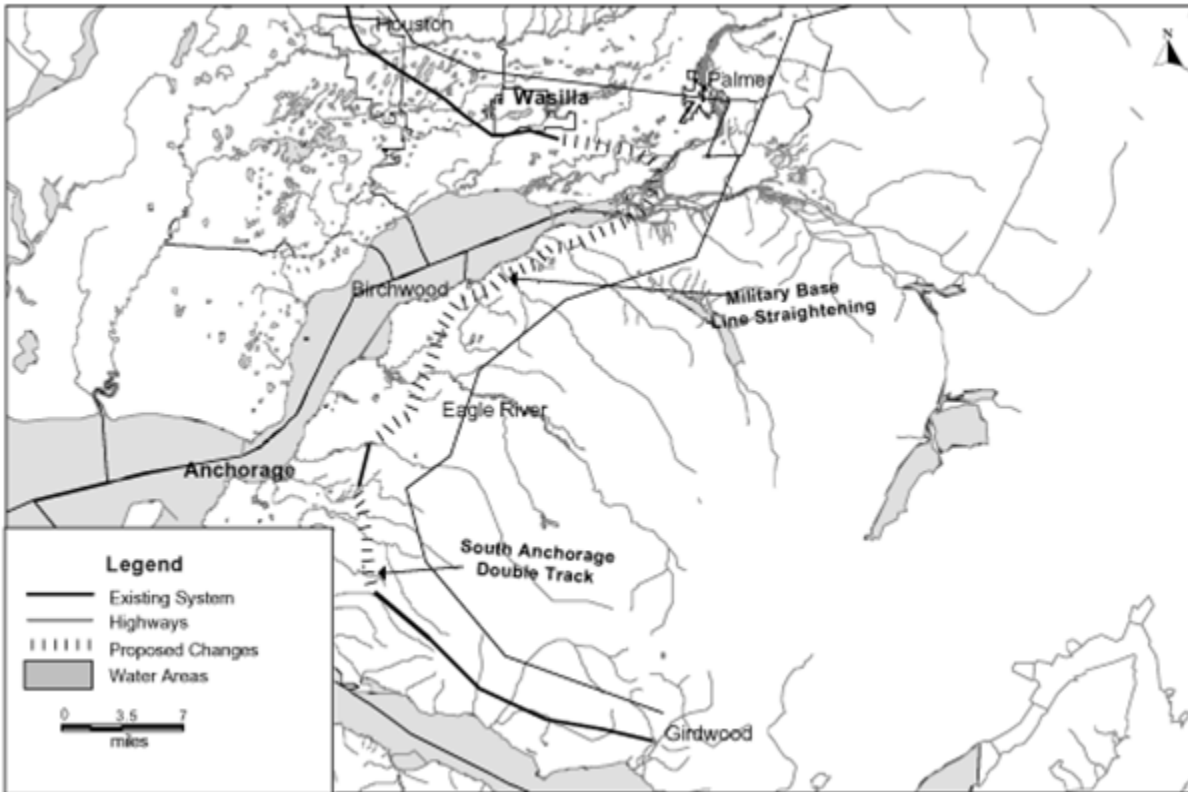 Houston
N
Palmer
Wasilla
Birchwood
Military Base
Line Straightening
Eagle River
Anchorage
South Anchorage
Double Track
Girdwood
Legend
Existing System
Highways
Proposed Changes
Water Areas
0 3.5 7
miles